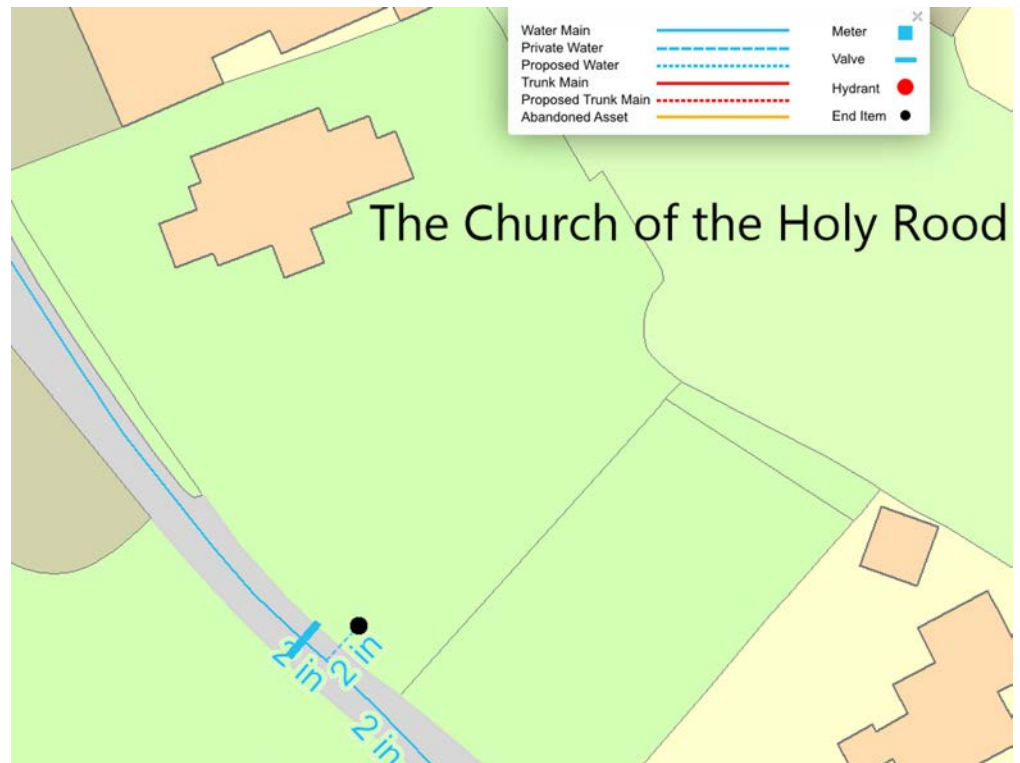 Water Main
Private Water
Proposed Water
Trunk Main
Proposed Trunk Main
Abandoned Asset
Meter
Valve
Hydrant
End Item
The Church of the Holy Rood
2 in
2 in
2 in